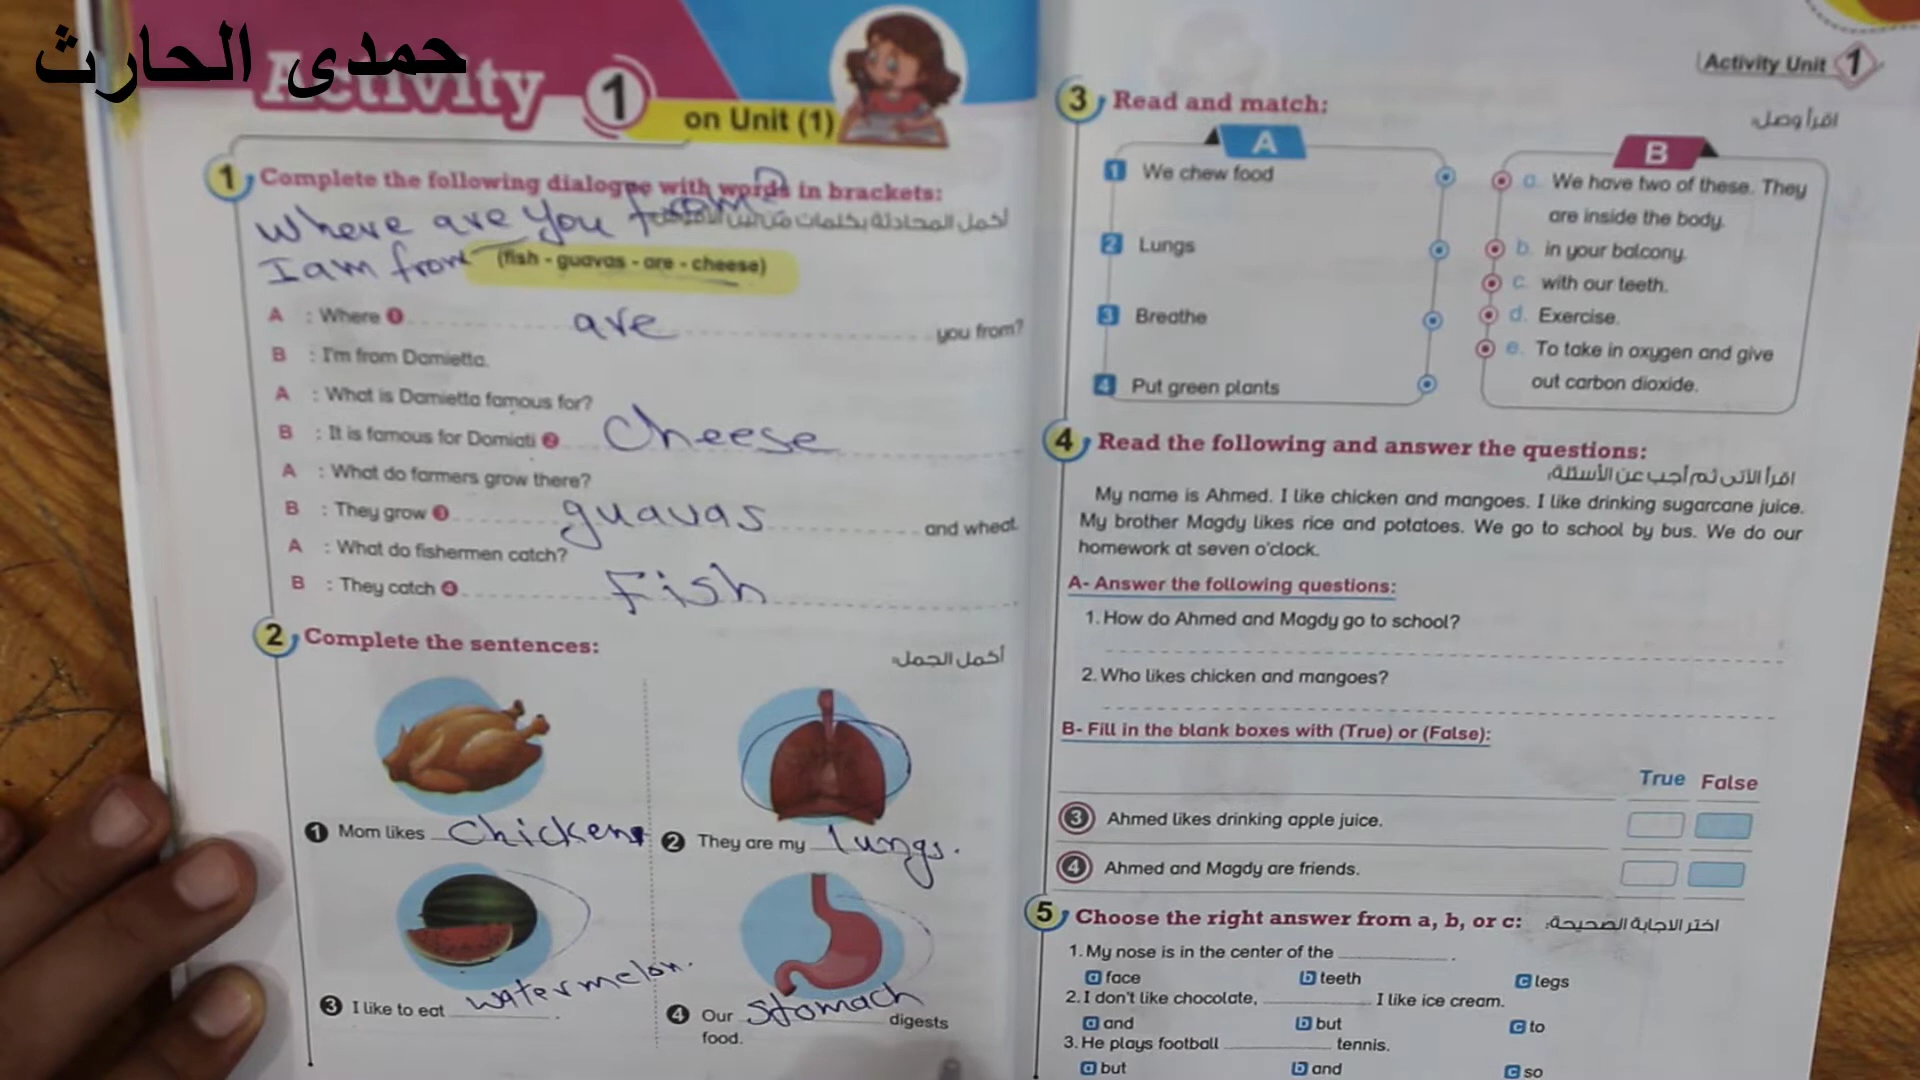 حمدى الحارث
Activity 1
on Unit (1)
1 Complete the following dialogue with words in brackets:
أكمل المحادثة بكلمات من بين الأقواس
Where are you from?
I am from
(fish - guavas - are - cheese)
A : Where 1 are you from?
B : I'm from Damietta.
A : What is Damietta famous for?
B : It is famous for Domiati 2 cheese
A : What do farmers grow there?
B : They grow 3 guavas and wheat.
A : What do fishermen catch?
B : They catch 4 Fish
2 Complete the sentences:
أكمل الجمل:
1 Mom likes chicken
2 They are my lungs.
3 I like to eat watermelon.
4 Our stomach digests
food.
Activity Unit 1
3 Read and match:
اقرأ وصل:
A
B
1 We chew food
2 Lungs
3 Breathe
4 Put green plants
a. We have two of these. They
are inside the body.
b. in your balcony.
c. with our teeth.
d. Exercise.
e. To take in oxygen and give
out carbon dioxide.
4 Read the following and answer the questions:
اقرأ الآتى ثم أجب عن الأسئلة:
My name is Ahmed. I like chicken and mangoes. I like drinking sugarcane juice.
My brother Magdy likes rice and potatoes. We go to school by bus. We do our
homework at seven o'clock.
A- Answer the following questions:
1. How do Ahmed and Magdy go to school?
2. Who likes chicken and mangoes?
B- Fill in the blank boxes with (True) or (False):
True False
3 Ahmed likes drinking apple juice.
4 Ahmed and Magdy are friends.
5 Choose the right answer from a, b, or c:
اختر الاجابة الصحيحة:
1. My nose is in the center of the ____________ .
a face b teeth c legs
2. I don't like chocolate, ____________ I like ice cream.
a and b but c to
3. He plays football ____________ tennis.
a but b and c so